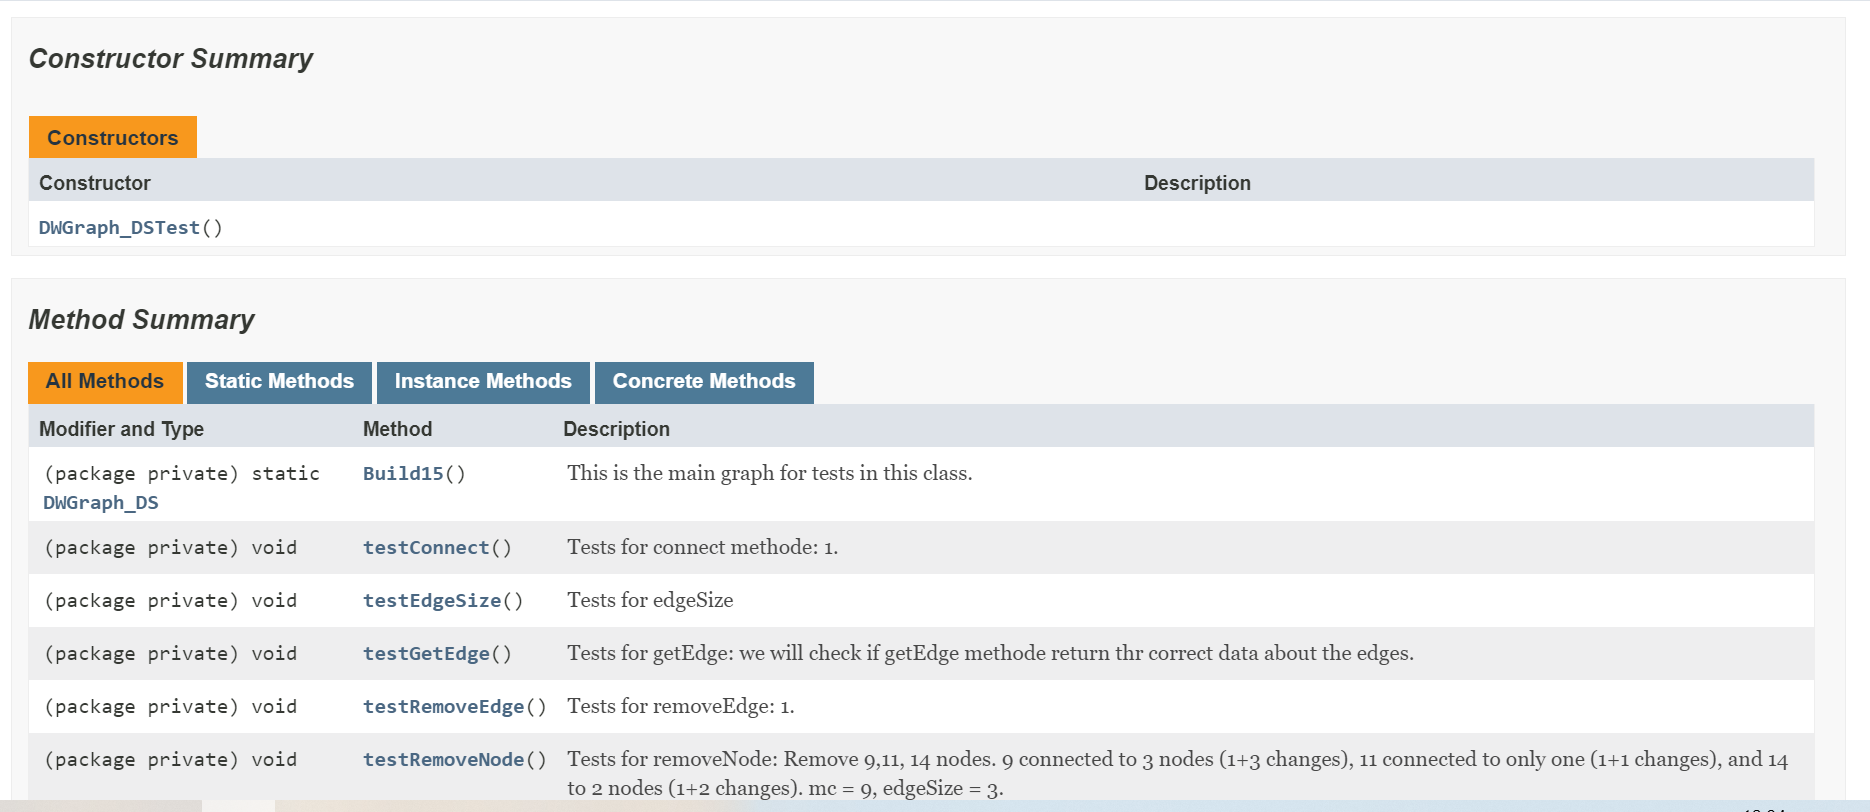 Constructor Summary
Constructors
Constructor Description
DWGraph_DSTest()
Method Summary
All Methods Static Methods Instance Methods Concrete Methods
Modifier and Type Method Description
(package private) static Build15() This is the main graph for tests in this class.
DWGraph_DS
(package private) void testConnect() Tests for connect methode: 1.
(package private) void testEdgeSize() Tests for edgeSize
(package private) void testGetEdge() Tests for getEdge: we will check if getEdge methode return thr correct data about the edges.
(package private) void testRemoveEdge() Tests for removeEdge: 1.
(package private) void testRemoveNode() Tests for removeNode: Remove 9,11, 14 nodes. 9 connected to 3 nodes (1+3 changes), 11 connected to only one (1+1 changes), and 14
to 2 nodes (1+2 changes). mc = 9, edgeSize = 3.